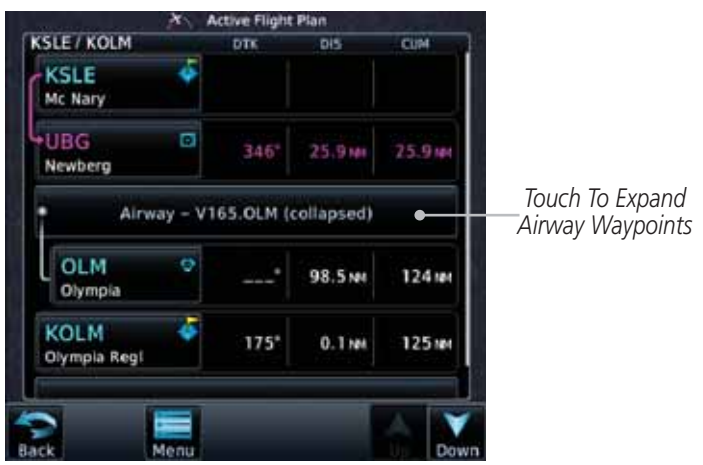 Active Flight Plan
KSLE / KOLM DTK DIS CUM
KSLE
Mc Nary
UBG
Newberg
346° 25.9 NM 25.9 NM
Airway – V165.OLM (collapsed)
Touch To Expand
Airway Waypoints
OLM
Olympia
___° 98.5 NM 124 NM
KOLM
Olympia Regl
175° 0.1 NM 125 NM
Back Menu Up Down